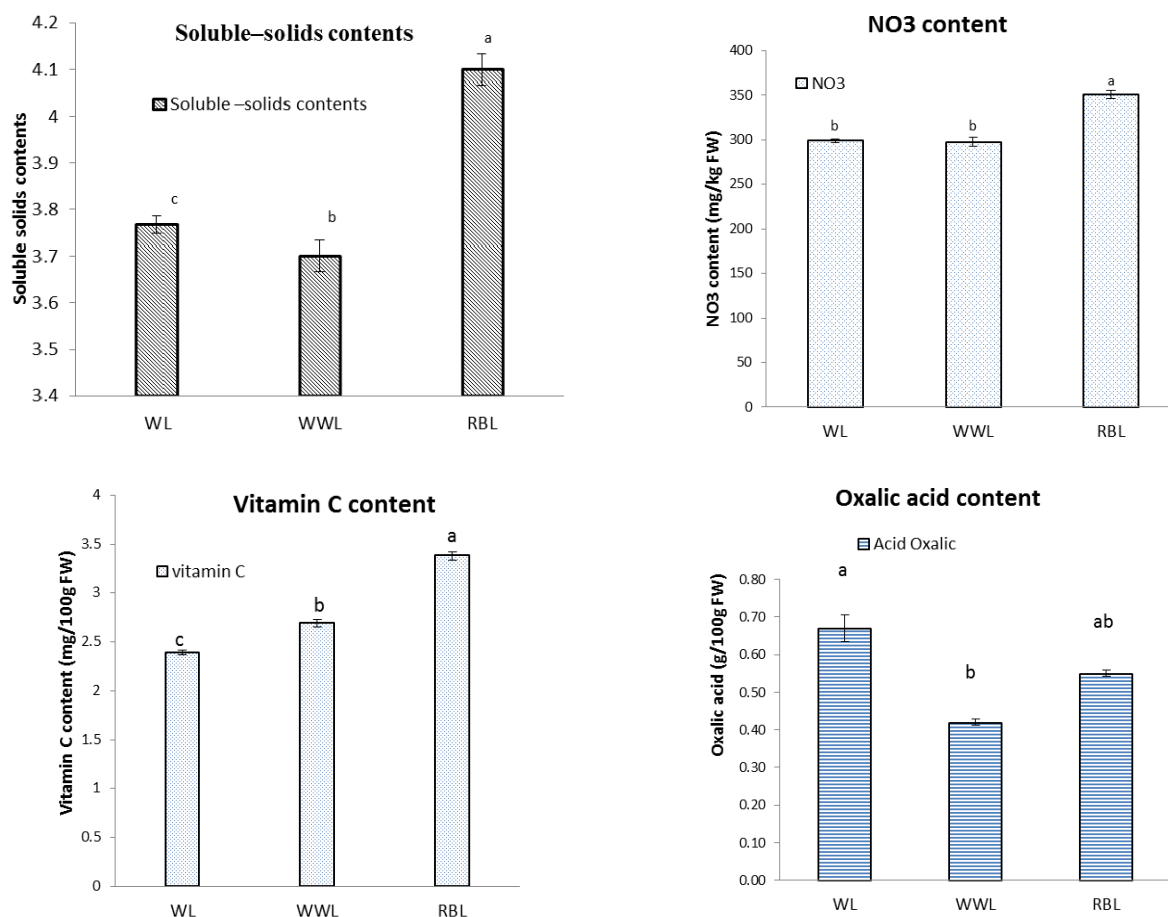 Soluble–solids contents
Soluble –solids contents
Soluble solids contents
4.2
4.1
4
3.9
3.8
3.7
3.6
3.5
3.4
c
b
a
WL
WWL
RBL
NO3 content
NO3
NO3 content (mg/kg FW)
400
350
300
250
200
150
100
50
0
b
b
a
WL
WWL
RBL
Vitamin C content
vitamin C
Vitamin C content (mg/100g FW)
4
3.5
3
2.5
2
1.5
1
0.5
0
c
b
a
WL
WWL
RBL
Oxalic acid content
Acid Oxalic
Oxalic acid (g/100g FW)
0.80
0.70
0.60
0.50
0.40
0.30
0.20
0.10
0.00
a
b
ab
WL
WWL
RBL